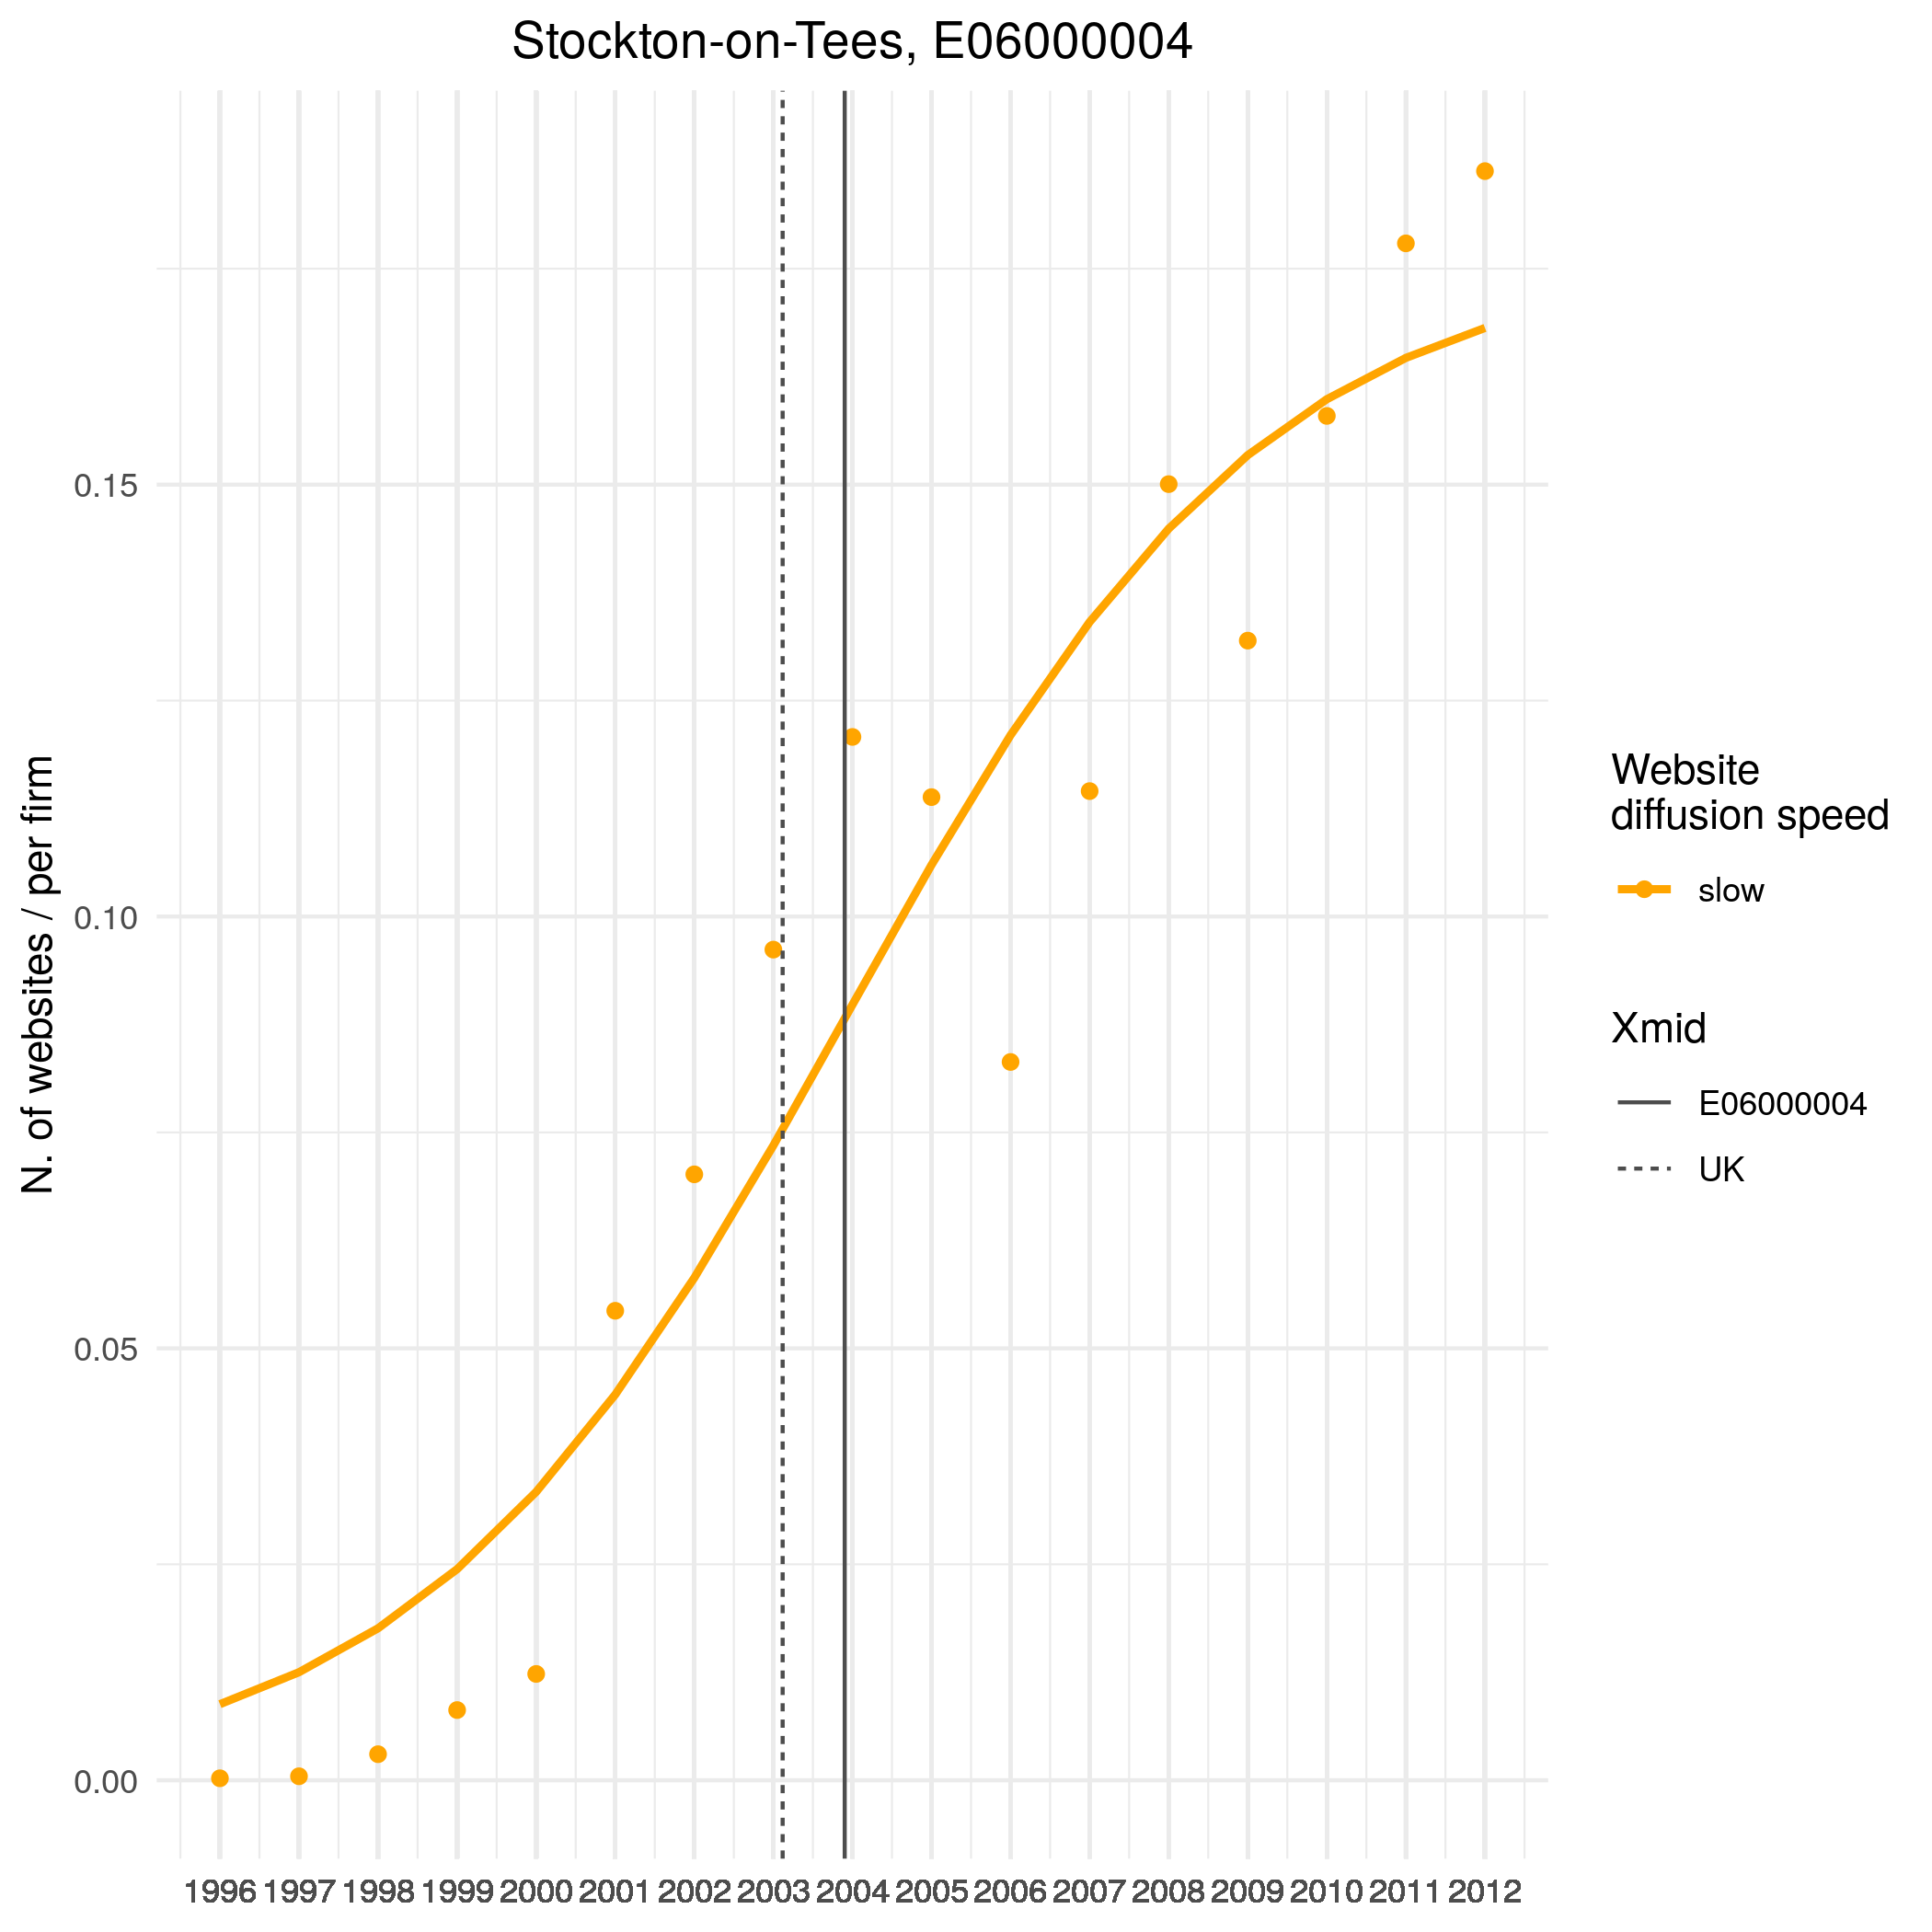 Stockton-on-Tees, E06000004
N. of websites / per firm
0.15
0.10
0.05
0.00
1996 1997 1998 1999 2000 2001 2002 2003 2004 2005 2006 2007 2008 2009 2010 2011 2012
Website
diffusion speed
slow
Xmid
E06000004
UK